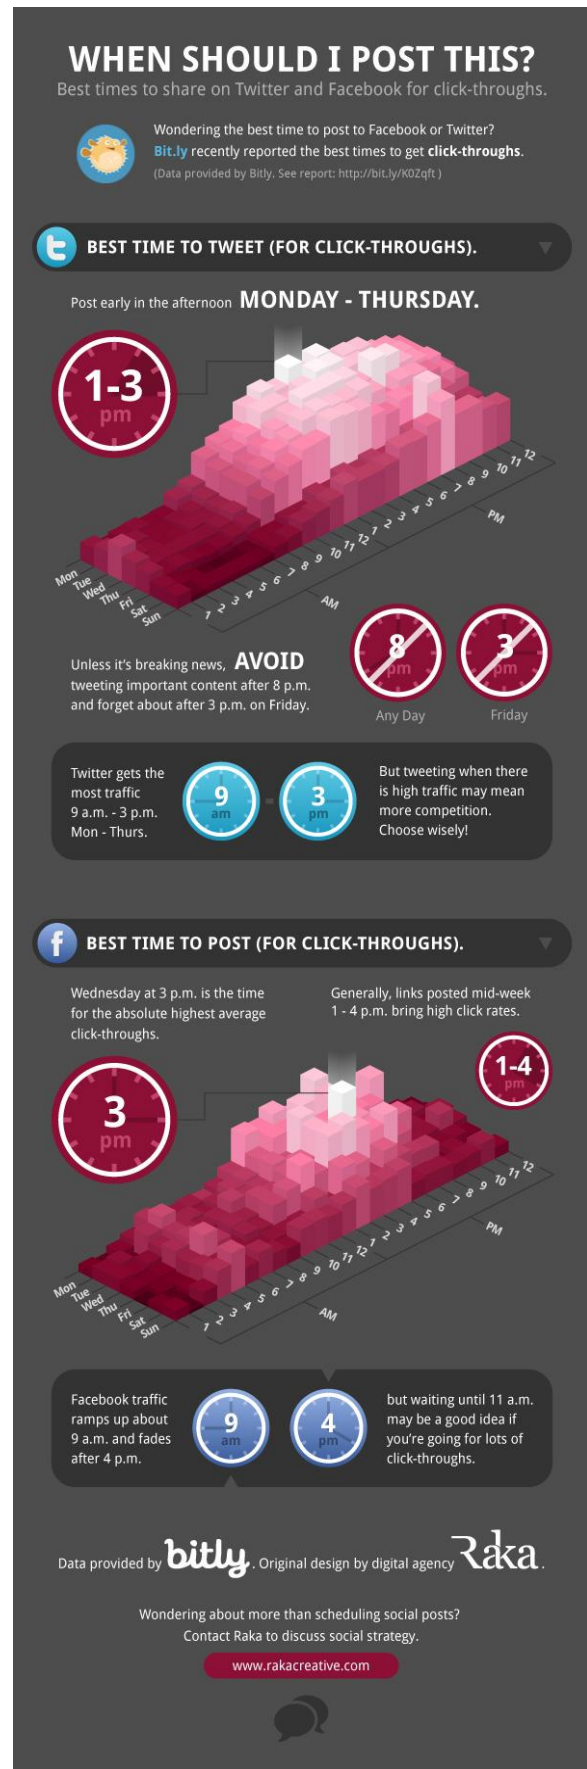 WHEN SHOULD I POST THIS?
Best times to share on Twitter and Facebook for click-throughs.
Wondering the best time to post to Facebook or Twitter?
Bit.ly recently reported the best times to get click-throughs.
(Data provided by Bitly. See report: http://bit.ly/K0Zqft )
t
BEST TIME TO TWEET (FOR CLICK-THROUGHS).
Post early in the afternoon MONDAY - THURSDAY.
1-3
pm
Mon
Tue
Wed
Thu
Fri
Sat
Sun
1 2 3 4 5 6 7 8 9 10 11 12 1 2 3 4 5 6 7 8 9 10 11 12
AM
PM
Unless it's breaking news, AVOID
tweeting important content after 8 p.m.
and forget about after 3 p.m. on Friday.
8
pm
Any Day
3
pm
Friday
Twitter gets the
most traffic
9 a.m. - 3 p.m.
Mon - Thurs.
9
am
-
3
pm
But tweeting when there
is high traffic may mean
more competition.
Choose wisely!
f
BEST TIME TO POST (FOR CLICK-THROUGHS).
Wednesday at 3 p.m. is the time
for the absolute highest average
click-throughs.
Generally, links posted mid-week
1 - 4 p.m. bring high click rates.
3
pm
1-4
pm
Mon
Tue
Wed
Thu
Fri
Sat
Sun
1 2 3 4 5 6 7 8 9 10 11 12 1 2 3 4 5 6 7 8 9 10 11 12
AM
PM
Facebook traffic
ramps up about
9 a.m. and fades
after 4 p.m.
9
am
4
pm
but waiting until 11 a.m.
may be a good idea if
you're going for lots of
click-throughs.
Data provided by bitly. Original design by digital agency Raka.
Wondering about more than scheduling social posts?
Contact Raka to discuss social strategy.
www.rakacreative.com